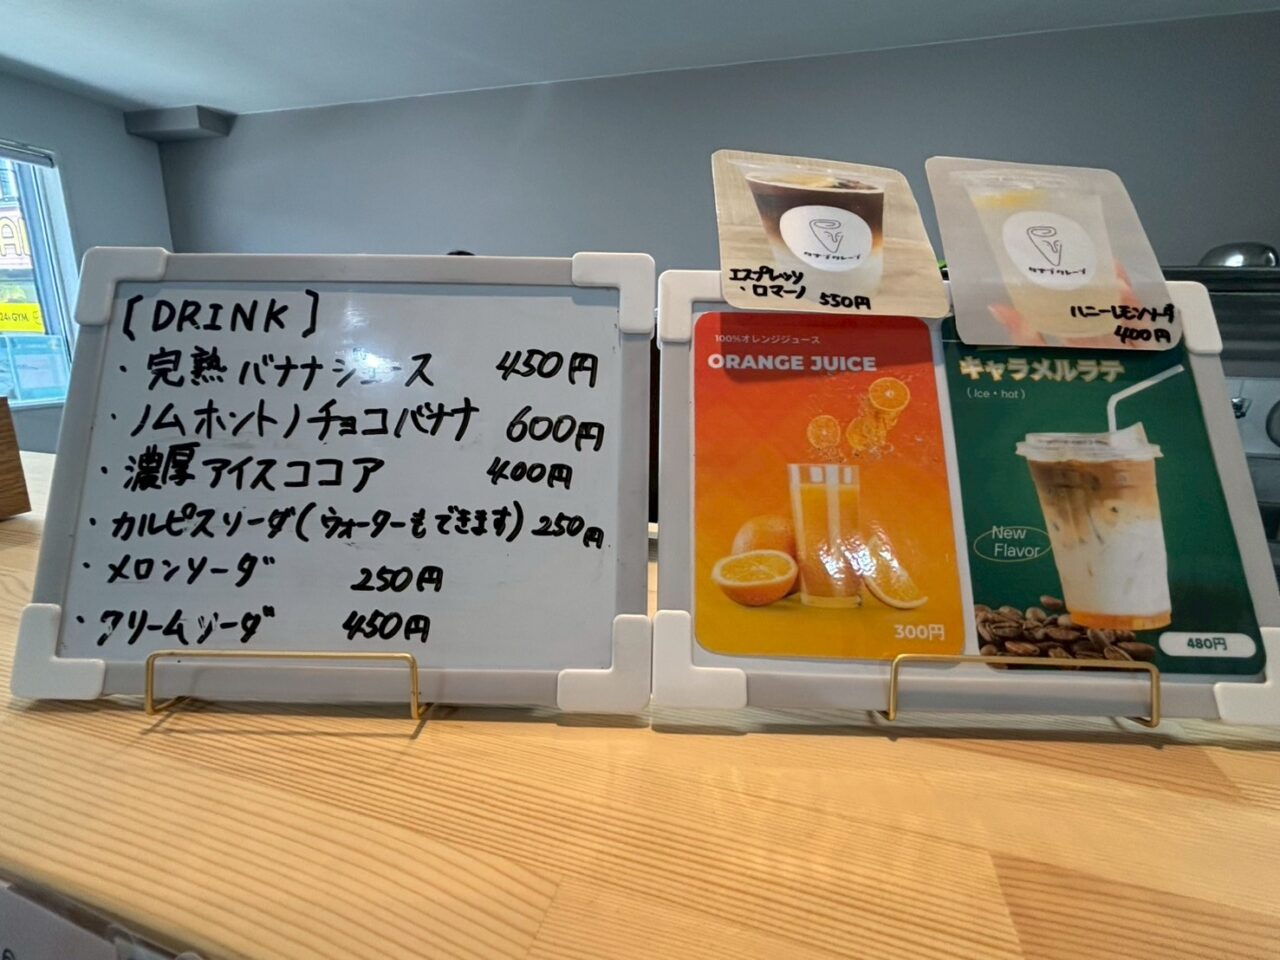 [DRINK]
・完熟バナナジュース 450円
・ノムホントノチョコバナナ 600円
・濃厚アイスココア 400円
・カルピスソーダ(ウォーターもできます) 250円
・メロンソーダ 250円
・クリームソーダ 450円
エスプレッソ
・ロマーノ 550円
ハニーレモンソーダ
400円
100%オレンジジュース
ORANGE JUICE
300円
キャラメルラテ
(Ice・hot)
New
Flavor
480円
24h GYM